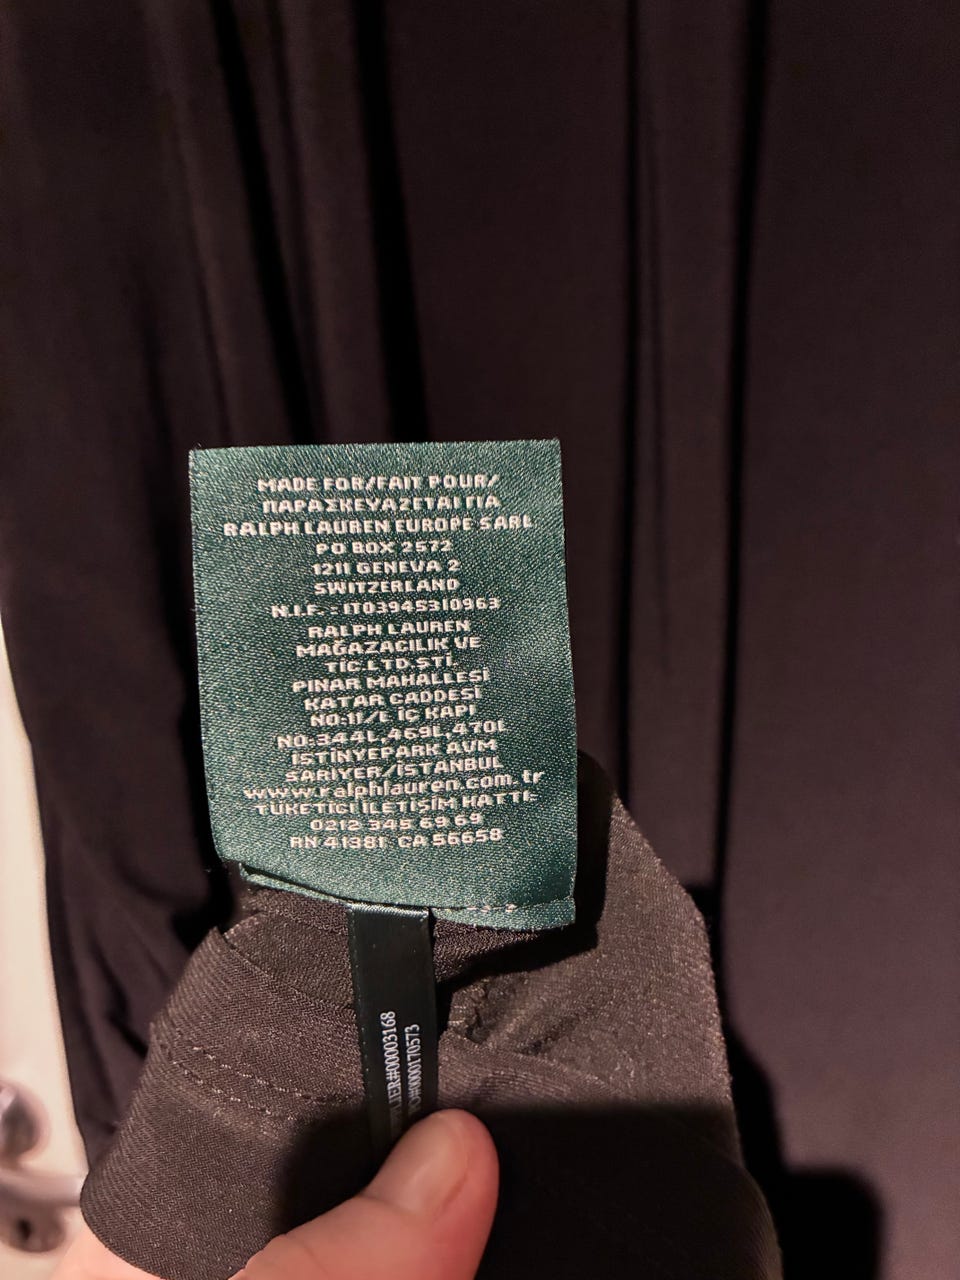 MADE FOR/FAIT POUR/
ΠΑΡΑΣΚΕΥΑΖΕΤΑΙ ΓΙΑ
RALPH LAUREN EUROPE SARL
PO BOX 2572
1211 GENEVA 2
SWITZERLAND
N.I.F. : IT03945310963
RALPH LAUREN
MAĞAZACILIK VE
TİC.LTD.ŞTİ.
PINAR MAHALLESİ
KATAR CADDESİ
NO:11/L İÇ KAPI
NO:344L,469L,470L
İSTİNYEPARK AVM
SARIYER/İSTANBUL
www.ralphlauren.com.tr
TÜKETİCİ İLETİŞİM HATTI:
0212 345 69 69
RN 41381 CA 56658
LIER#00003168
O#000170573